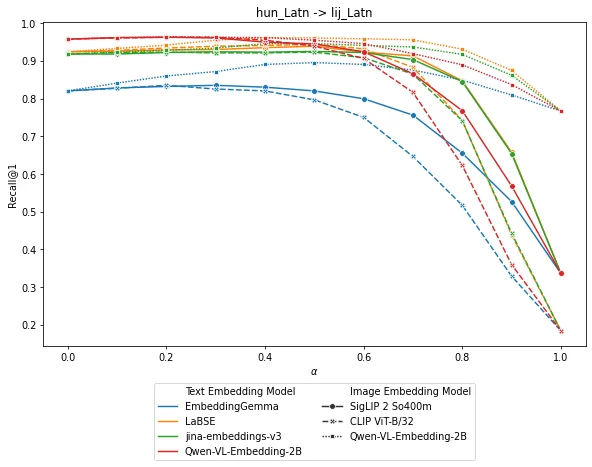 hun_Latn -> lij_Latn
Recall@1
1.0
0.9
0.8
0.7
0.6
0.5
0.4
0.3
0.2
0.0 0.2 0.4 0.6 0.8 1.0
α
Text Embedding Model
EmbeddingGemma
LaBSE
jina-embeddings-v3
Qwen-VL-Embedding-2B
Image Embedding Model
SigLIP 2 So400m
CLIP ViT-B/32
Qwen-VL-Embedding-2B